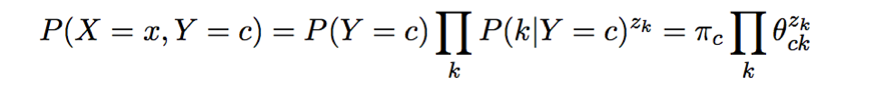 P(X = x, Y = c) = P(Y = c) ∏_k P(k|Y = c)^{z_k} = π_c ∏_k θ_{ck}^{z_k}